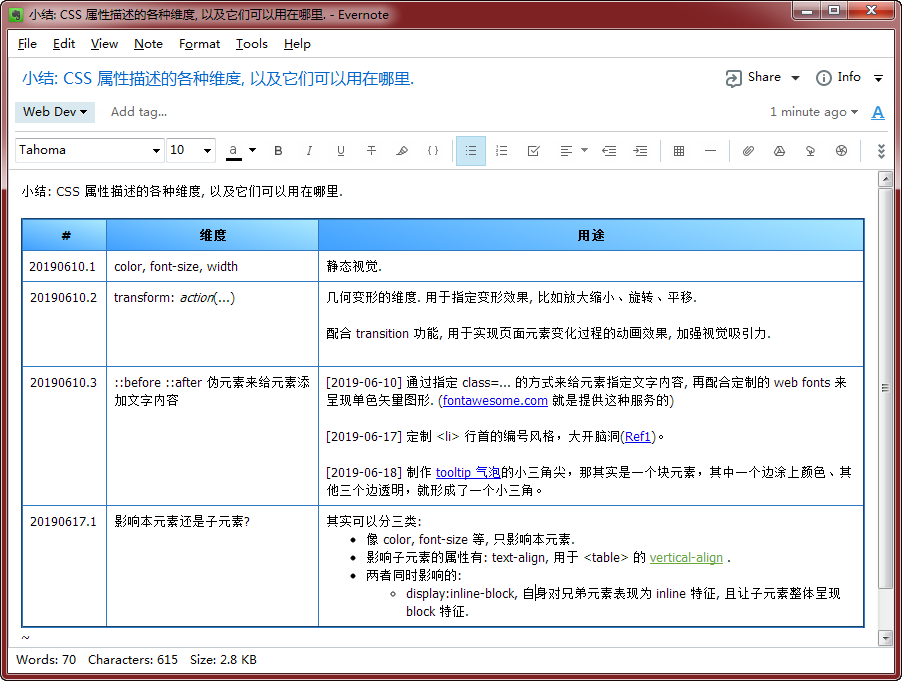 小结: CSS 属性描述的各种维度, 以及它们可以用在哪里. - Evernote
File Edit View Note Format Tools Help
小结: CSS 属性描述的各种维度, 以及它们可以用在哪里.
Share
Info
Web Dev
Add tag...
1 minute ago
A
Tahoma
10
a B I U T {}
小结: CSS 属性描述的各种维度, 以及它们可以用在哪里.
# 维度 用途
20190610.1 color, font-size, width 静态视觉.
20190610.2 transform: action(...) 几何变形的维度. 用于指定变形效果, 比如放大缩小、旋转、平移.
配合 transition 功能, 用于实现页面元素变化过程的动画效果, 加强视觉吸引力.
20190610.3 ::before ::after 伪元素来给元素添
加文字内容
[2019-06-10] 通过指定 class=... 的方式来给元素指定文字内容, 再配合定制的 web fonts 来
呈现单色矢量图形. (fontawesome.com 就是提供这种服务的)
[2019-06-17] 定制 <li> 行首的编号风格，大开脑洞(Ref1)。
[2019-06-18] 制作 tooltip 气泡的小三角尖，那其实是一个块元素，其中一个边涂上颜色、其
他三个边透明，就形成了一个小三角。
20190617.1 影响本元素还是子元素? 其实可以分三类:
• 像 color, font-size 等, 只影响本元素.
• 影响子元素的属性有: text-align, 用于 <table> 的 vertical-align .
• 两者同时影响的:
◦ display:inline-block, 自身对兄弟元素表现为 inline 特征, 且让子元素整体呈现
block 特征.
~
Words: 70 Characters: 615 Size: 2.8 KB